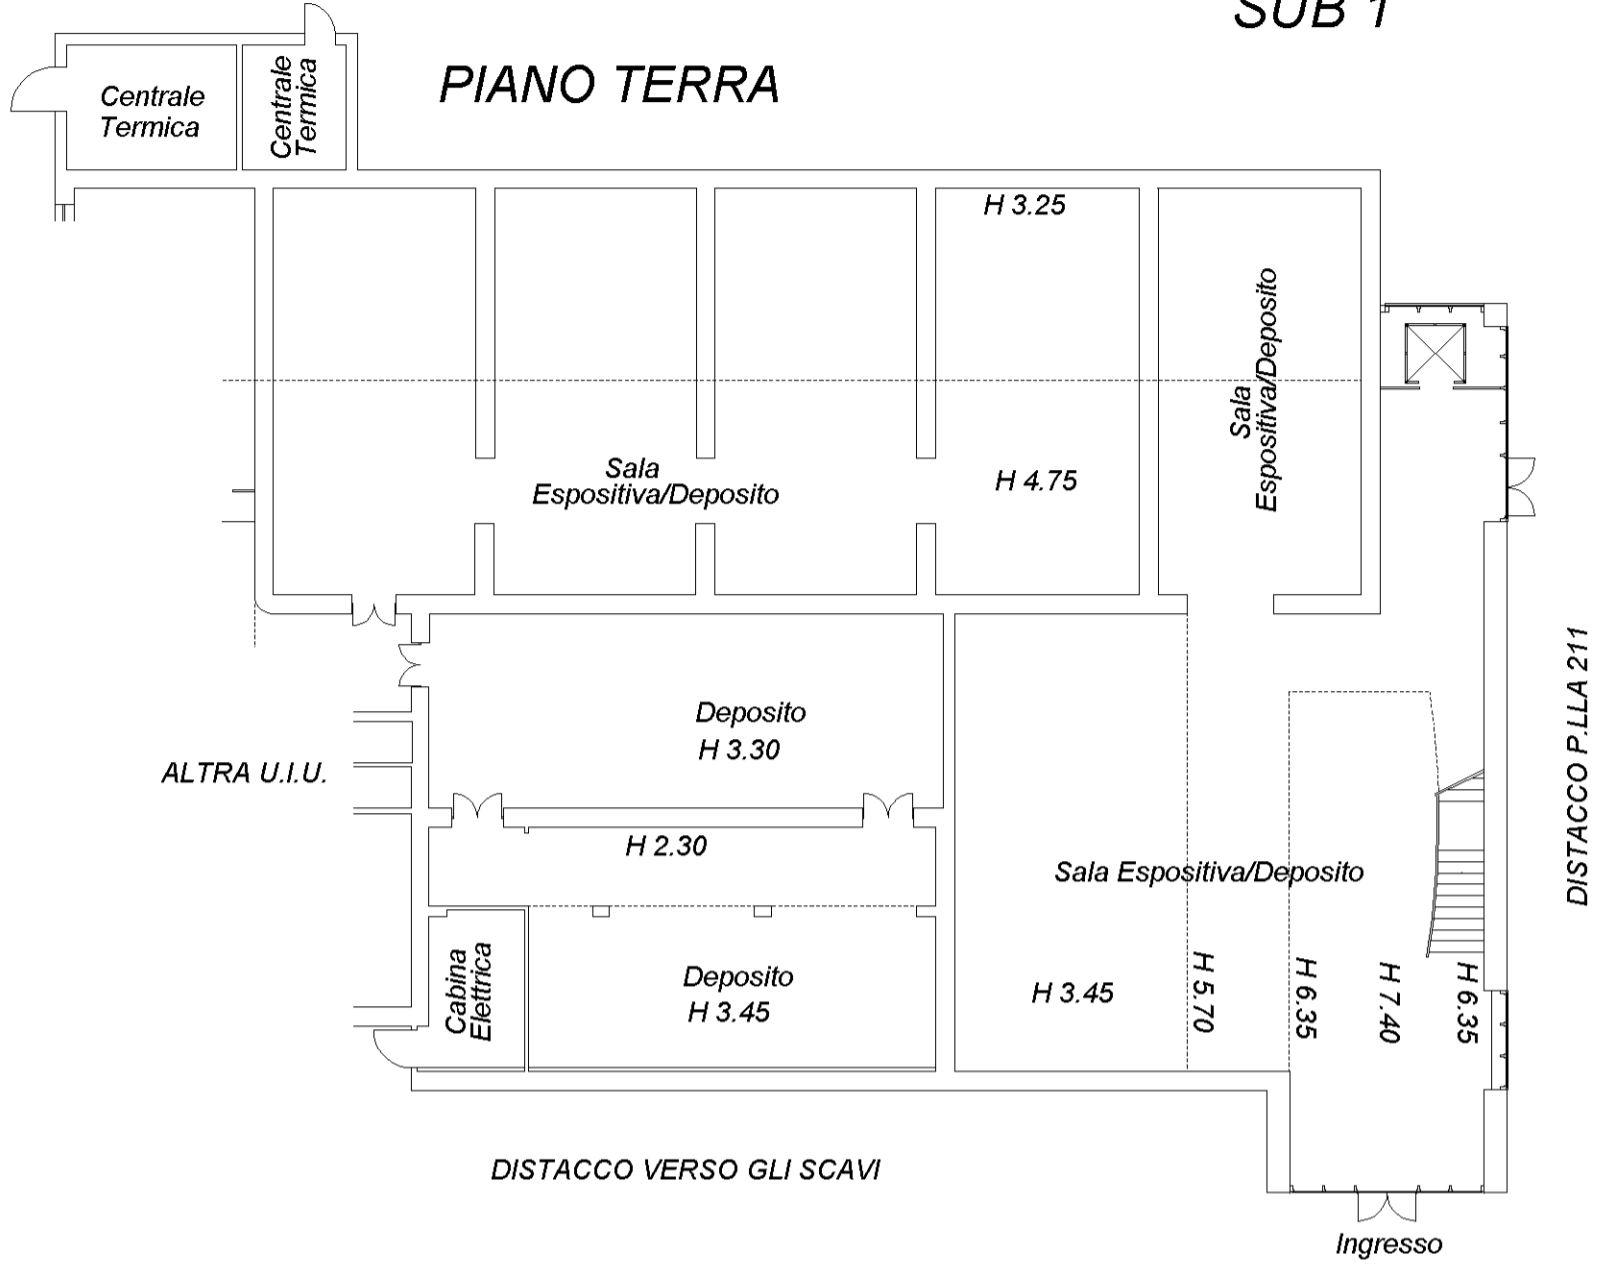 SUB 1
PIANO TERRA
Centrale
Termica
Centrale
Termica
H 3.25
Sala
Espositiva/Deposito
Sala
Espositiva/Deposito
H 4.75
Deposito
H 3.30
ALTRA U.I.U.
DISTACCO P.LLA 211
H 2.30
Sala Espositiva/Deposito
Cabina
Elettrica
Deposito
H 3.45
H 3.45
H 5.70
H 6.35
H 7.40
H 6.35
DISTACCO VERSO GLI SCAVI
Ingresso